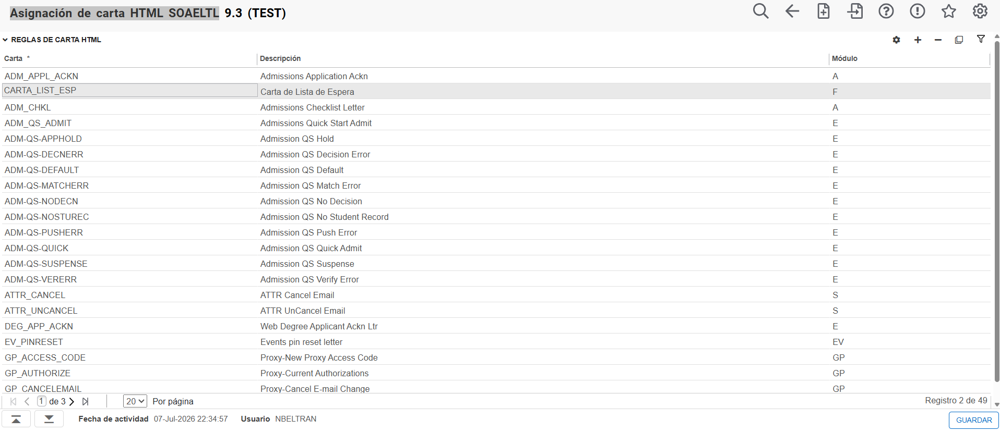 Asignación de carta HTML SOAELTL 9.3 (TEST)
REGLAS DE CARTA HTML
Carta * Descripción Módulo
ADM_APPL_ACKN Admissions Application Ackn A
CARTA_LIST_ESP Carta de Lista de Espera F
ADM_CHKL Admissions Checklist Letter A
ADM_QS_ADMIT Admissions Quick Start Admit E
ADM-QS-APPHOLD Admission QS Hold E
ADM-QS-DECNERR Admission QS Decision Error E
ADM-QS-DEFAULT Admission QS Default E
ADM-QS-MATCHERR Admission QS Match Error E
ADM-QS-NODECN Admission QS No Decision E
ADM-QS-NOSTUREC Admission QS No Student Record E
ADM-QS-PUSHERR Admission QS Push Error E
ADM-QS-QUICK Admission QS Quick Admit E
ADM-QS-SUSPENSE Admission QS Suspense E
ADM-QS-VERERR Admission QS Verify Error E
ATTR_CANCEL ATTR Cancel Email S
ATTR_UNCANCEL ATTR UnCancel Email S
DEG_APP_ACKN Web Degree Applicant Ackn Ltr E
EV_PINRESET Events pin reset letter EV
GP_ACCESS_CODE Proxy-New Proxy Access Code GP
GP_AUTHORIZE Proxy-Current Authorizations GP
GP_CANCELEMAIL Proxy-Cancel E-mail Change GP
1 de 3 20 Por página Registro 2 de 49
Fecha de actividad 07-Jul-2026 22:34:57 Usuario NBELTRAN GUARDAR